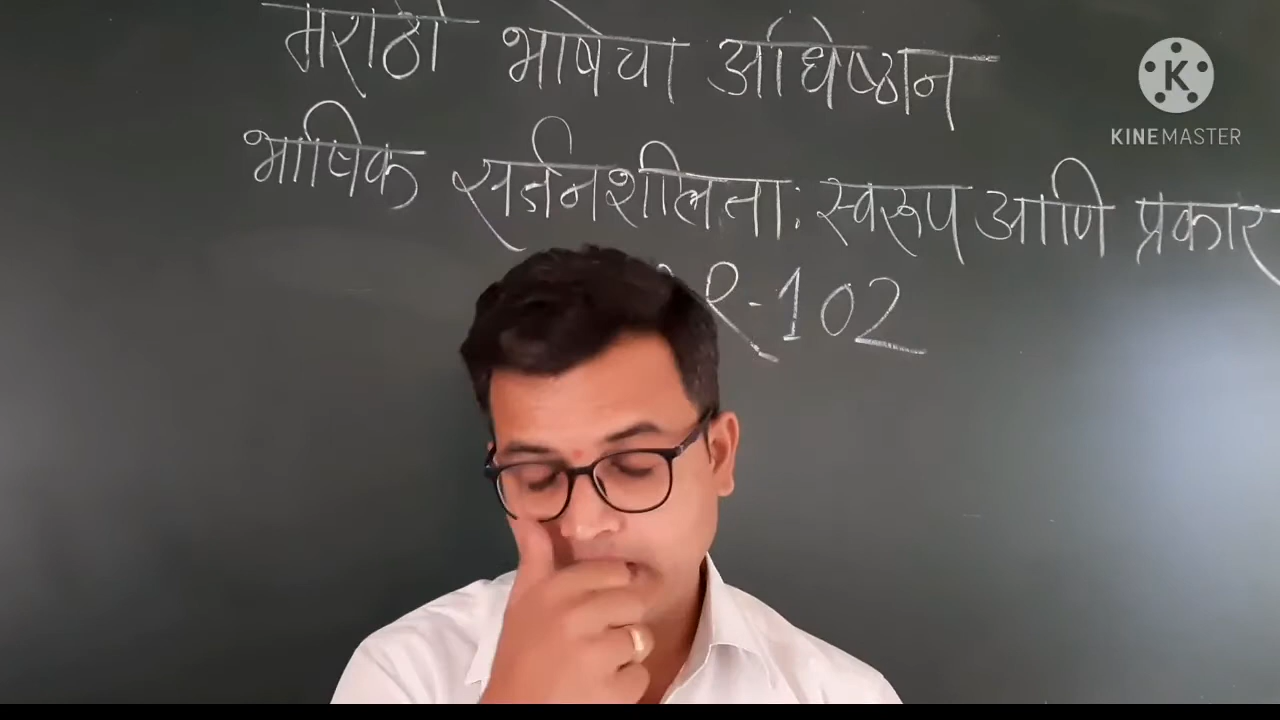 मराठी भाषेचा अधिष्ठान
भाषिक सर्जनशीलता: स्वरूप आणि प्रकार
R-102
K
KINEMASTER